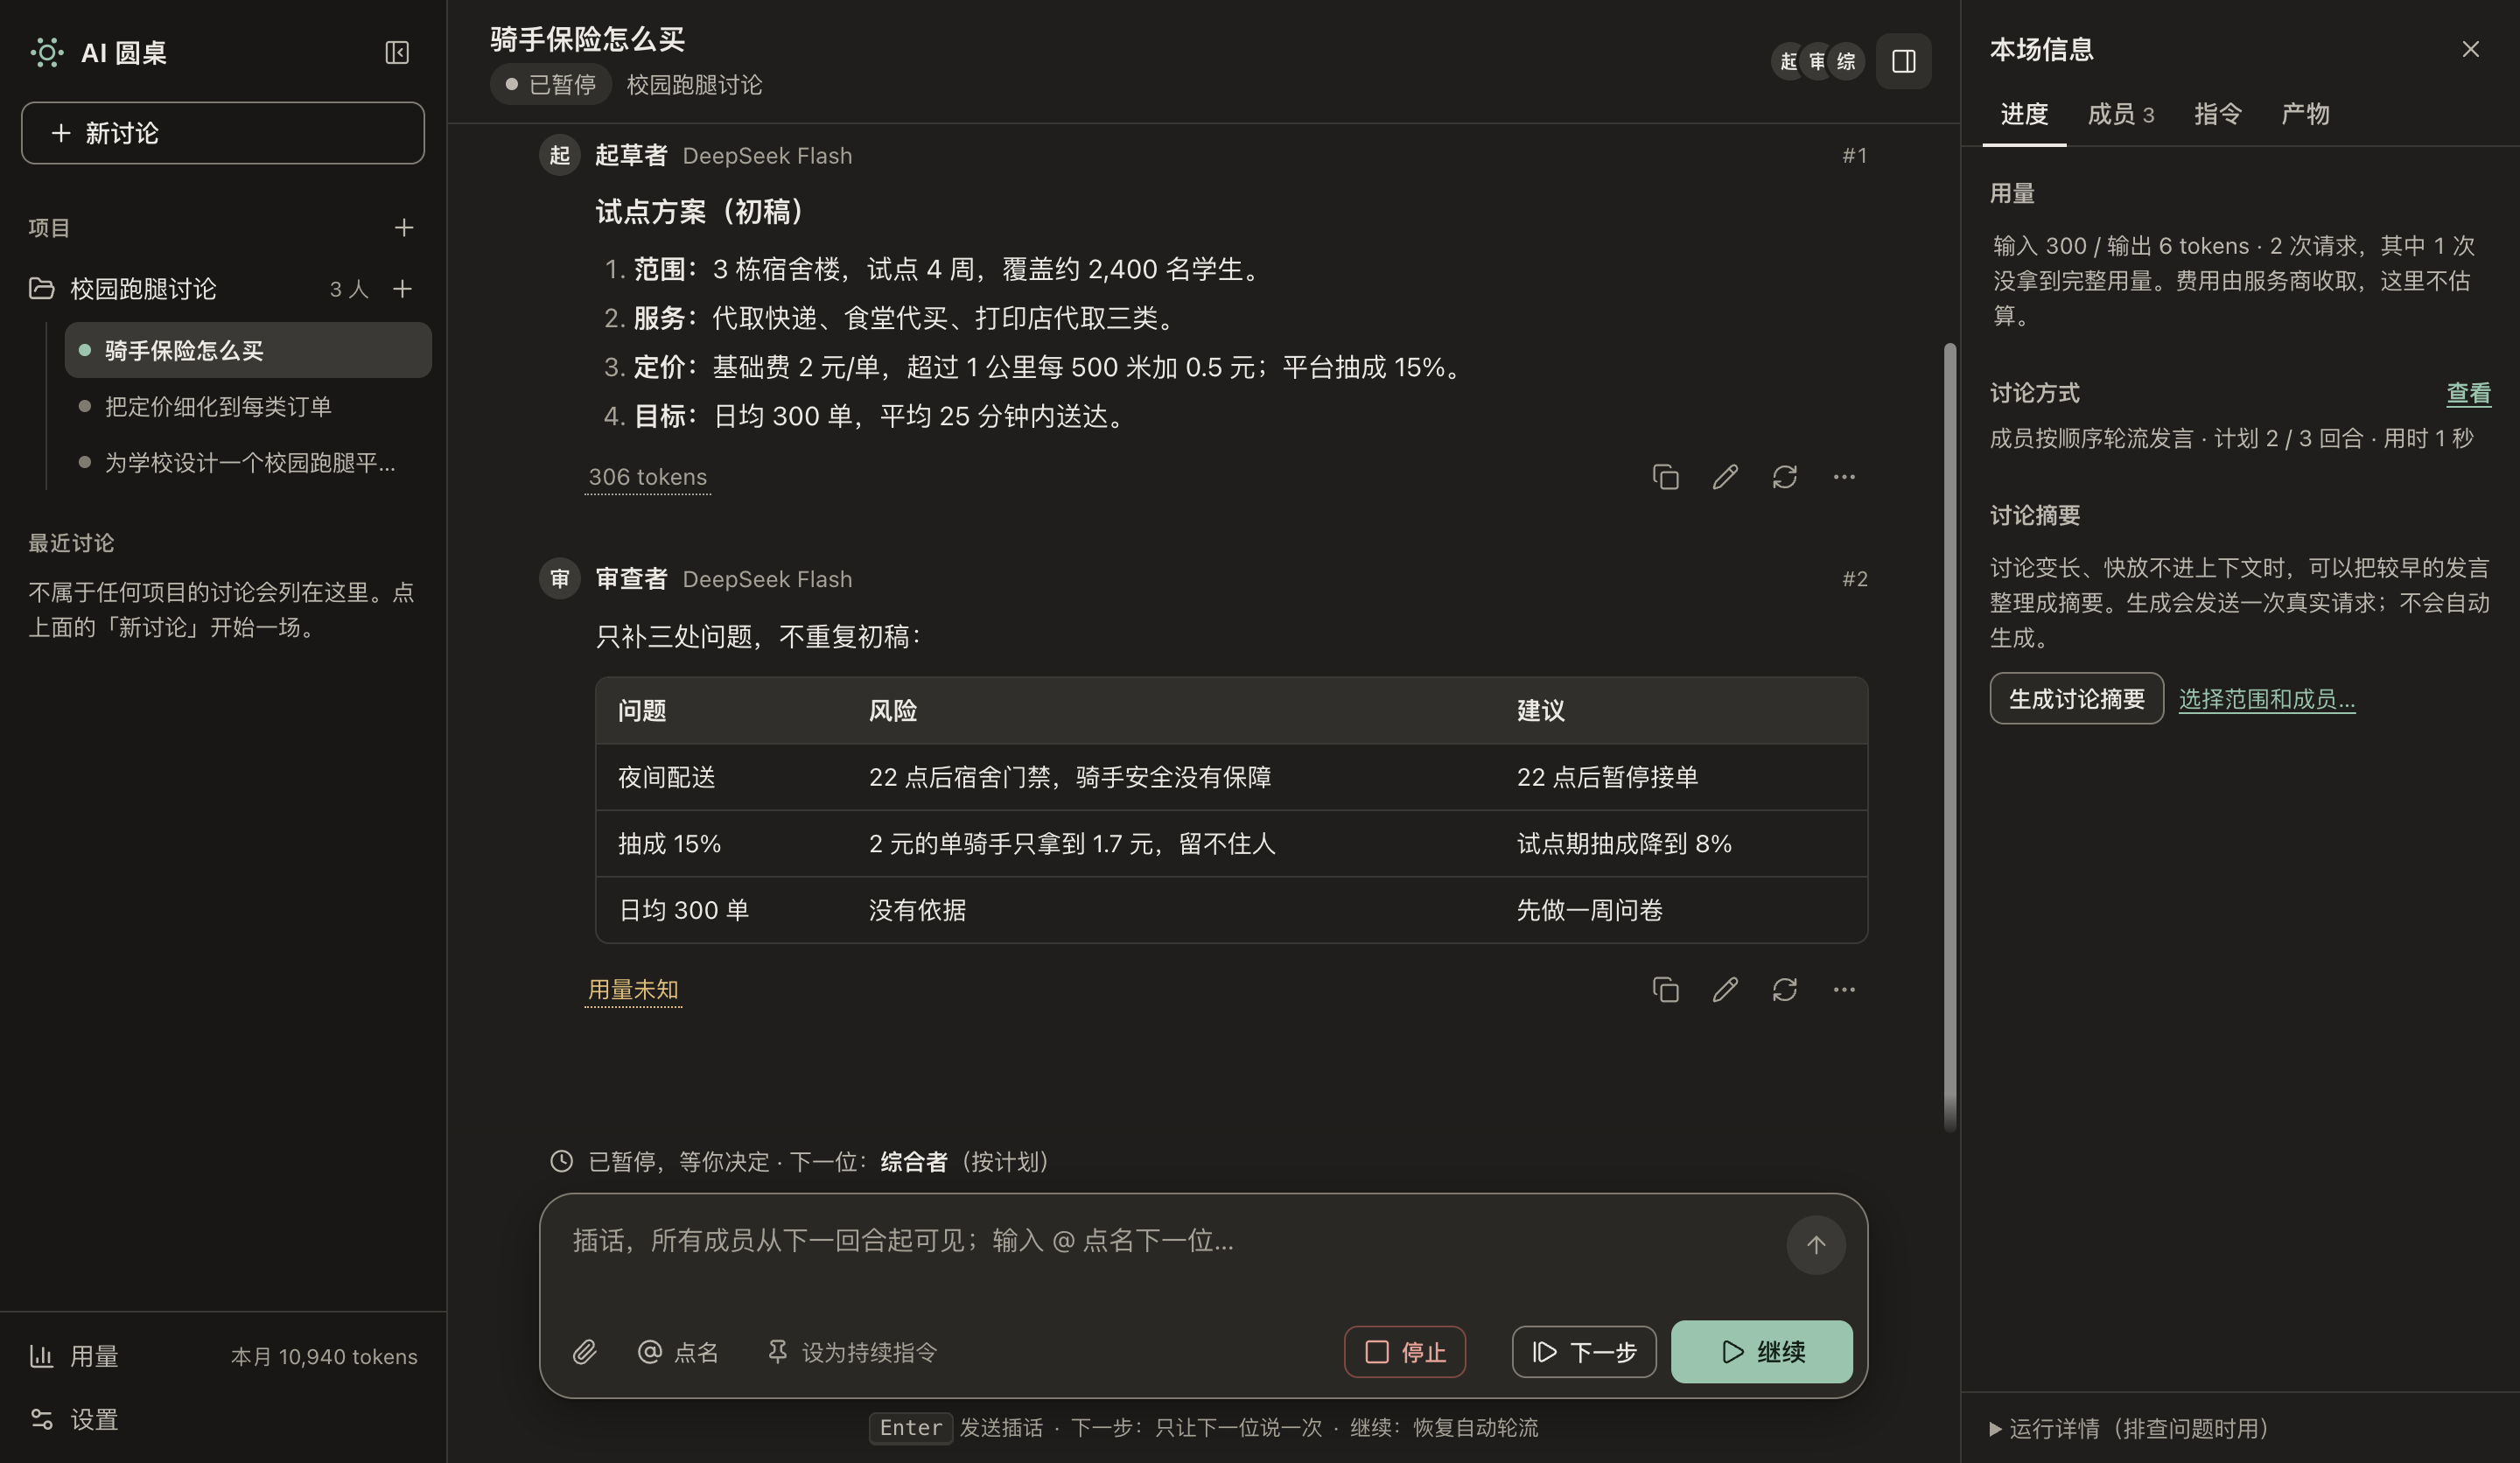 AI 圆桌
新讨论
项目
校园跑腿讨论 3 人
骑手保险怎么买
把定价细化到每类订单
为学校设计一个校园跑腿平...
最近讨论
不属于任何项目的讨论会列在这里。点
上面的「新讨论」开始一场。
用量 本月 10,940 tokens
设置
骑手保险怎么买
已暂停 校园跑腿讨论
起 审 综
起 起草者 DeepSeek Flash #1
试点方案（初稿）
1. 范围：3 栋宿舍楼，试点 4 周，覆盖约 2,400 名学生。
2. 服务：代取快递、食堂代买、打印店代取三类。
3. 定价：基础费 2 元/单，超过 1 公里每 500 米加 0.5 元；平台抽成 15%。
4. 目标：日均 300 单，平均 25 分钟内送达。
306 tokens
审 审查者 DeepSeek Flash #2
只补三处问题，不重复初稿：
问题 风险 建议
夜间配送 22 点后宿舍门禁，骑手安全没有保障 22 点后暂停接单
抽成 15% 2 元的单骑手只拿到 1.7 元，留不住人 试点期抽成降到 8%
日均 300 单 没有依据 先做一周问卷
用量未知
已暂停，等你决定 · 下一位：综合者（按计划）
插话，所有成员从下一回合起可见；输入 @ 点名下一位...
点名 设为持续指令 停止 下一步 继续
Enter 发送插话 · 下一步：只让下一位说一次 · 继续：恢复自动轮流
本场信息
进度 成员 3 指令 产物
用量
输入 300 / 输出 6 tokens · 2 次请求，其中 1 次
没拿到完整用量。费用由服务商收取，这里不估
算。
讨论方式 查看
成员按顺序轮流发言 · 计划 2 / 3 回合 · 用时 1 秒
讨论摘要
讨论变长、快放不进上下文时，可以把较早的发言
整理成摘要。生成会发送一次真实请求；不会自动
生成。
生成讨论摘要 选择范围和成员...
运行详情（排查问题时用）